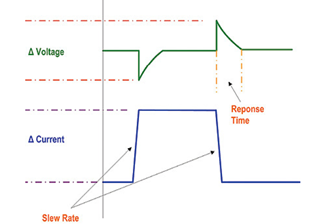 Δ Voltage
Reponse
Time
Δ Current
Slew Rate